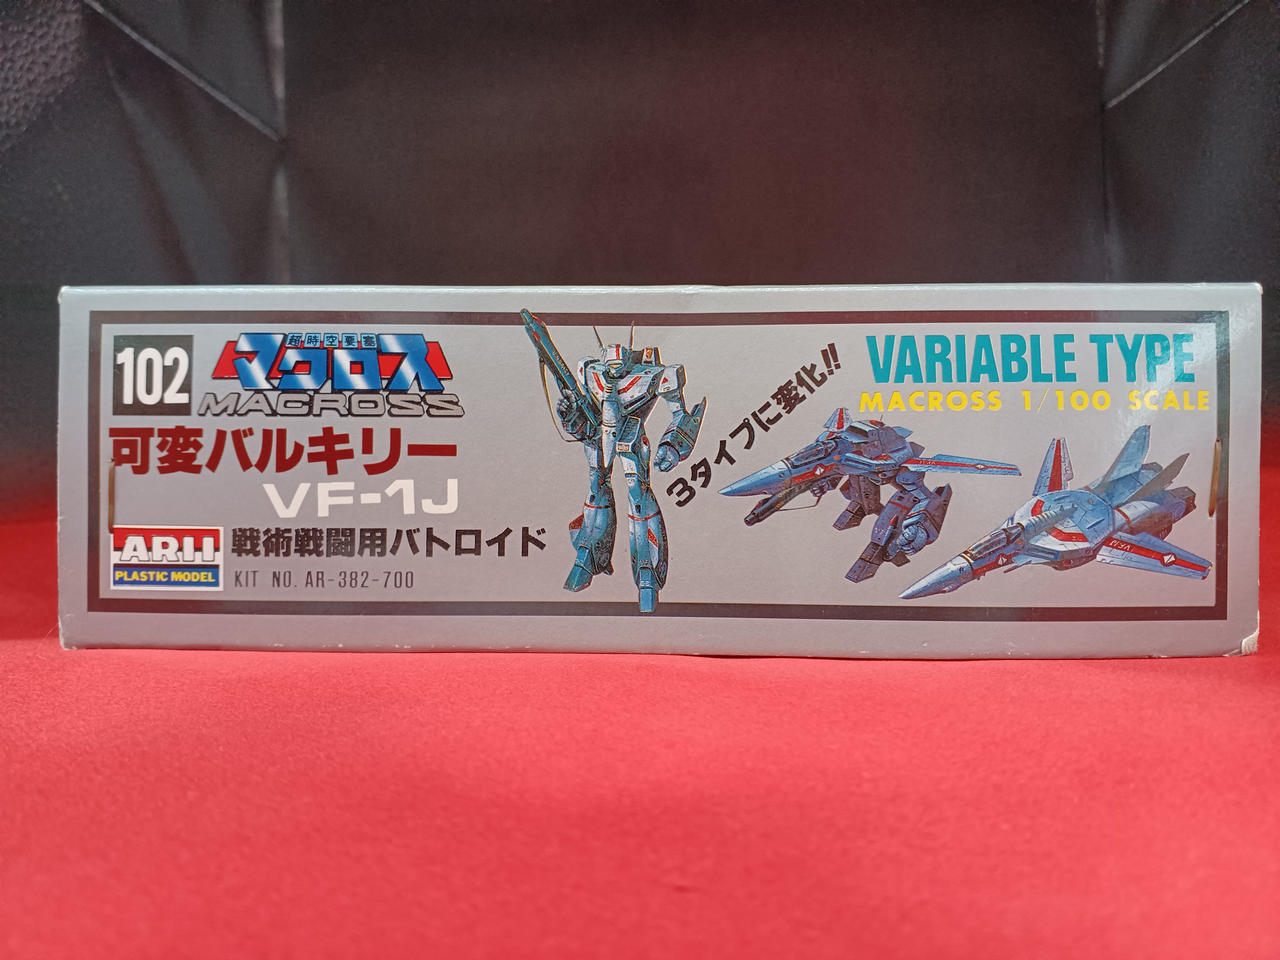 102
超時空要塞
マクロス
MACROSS
可変バルキリー
VF-1J
ARII
PLASTIC MODEL
戦術戦闘用バトロイド
KIT NO. AR-382-700
3タイプに変化!!
VARIABLE TYPE
MACROSS 1/100 SCALE